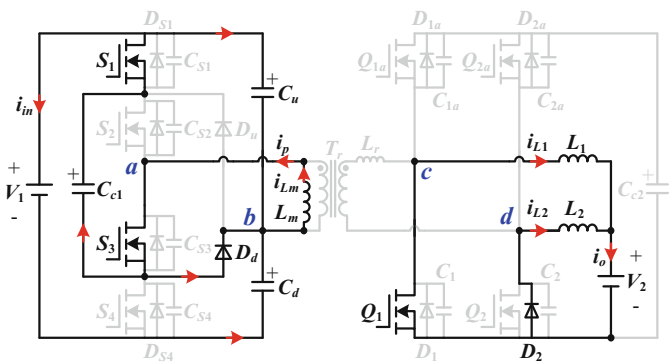 D_S1
D_1a
D_2a
S_1
C_S1
Q_1a
Q_2a
+
C_u
C_1a
C_2a
i_in
S_2
C_S2
D_u
i_p
T_r
L_r
i_L1
L_1
a
c
+
V_1
-
+
C_c1
i_Lm
L_m
+
C_c2
b
d
i_L2
L_2
S_3
C_S3
D_d
i_o
+
V_2
-
+
C_d
C_1
C_2
Q_1
Q_2
S_4
C_S4
D_S4
D_1
D_2